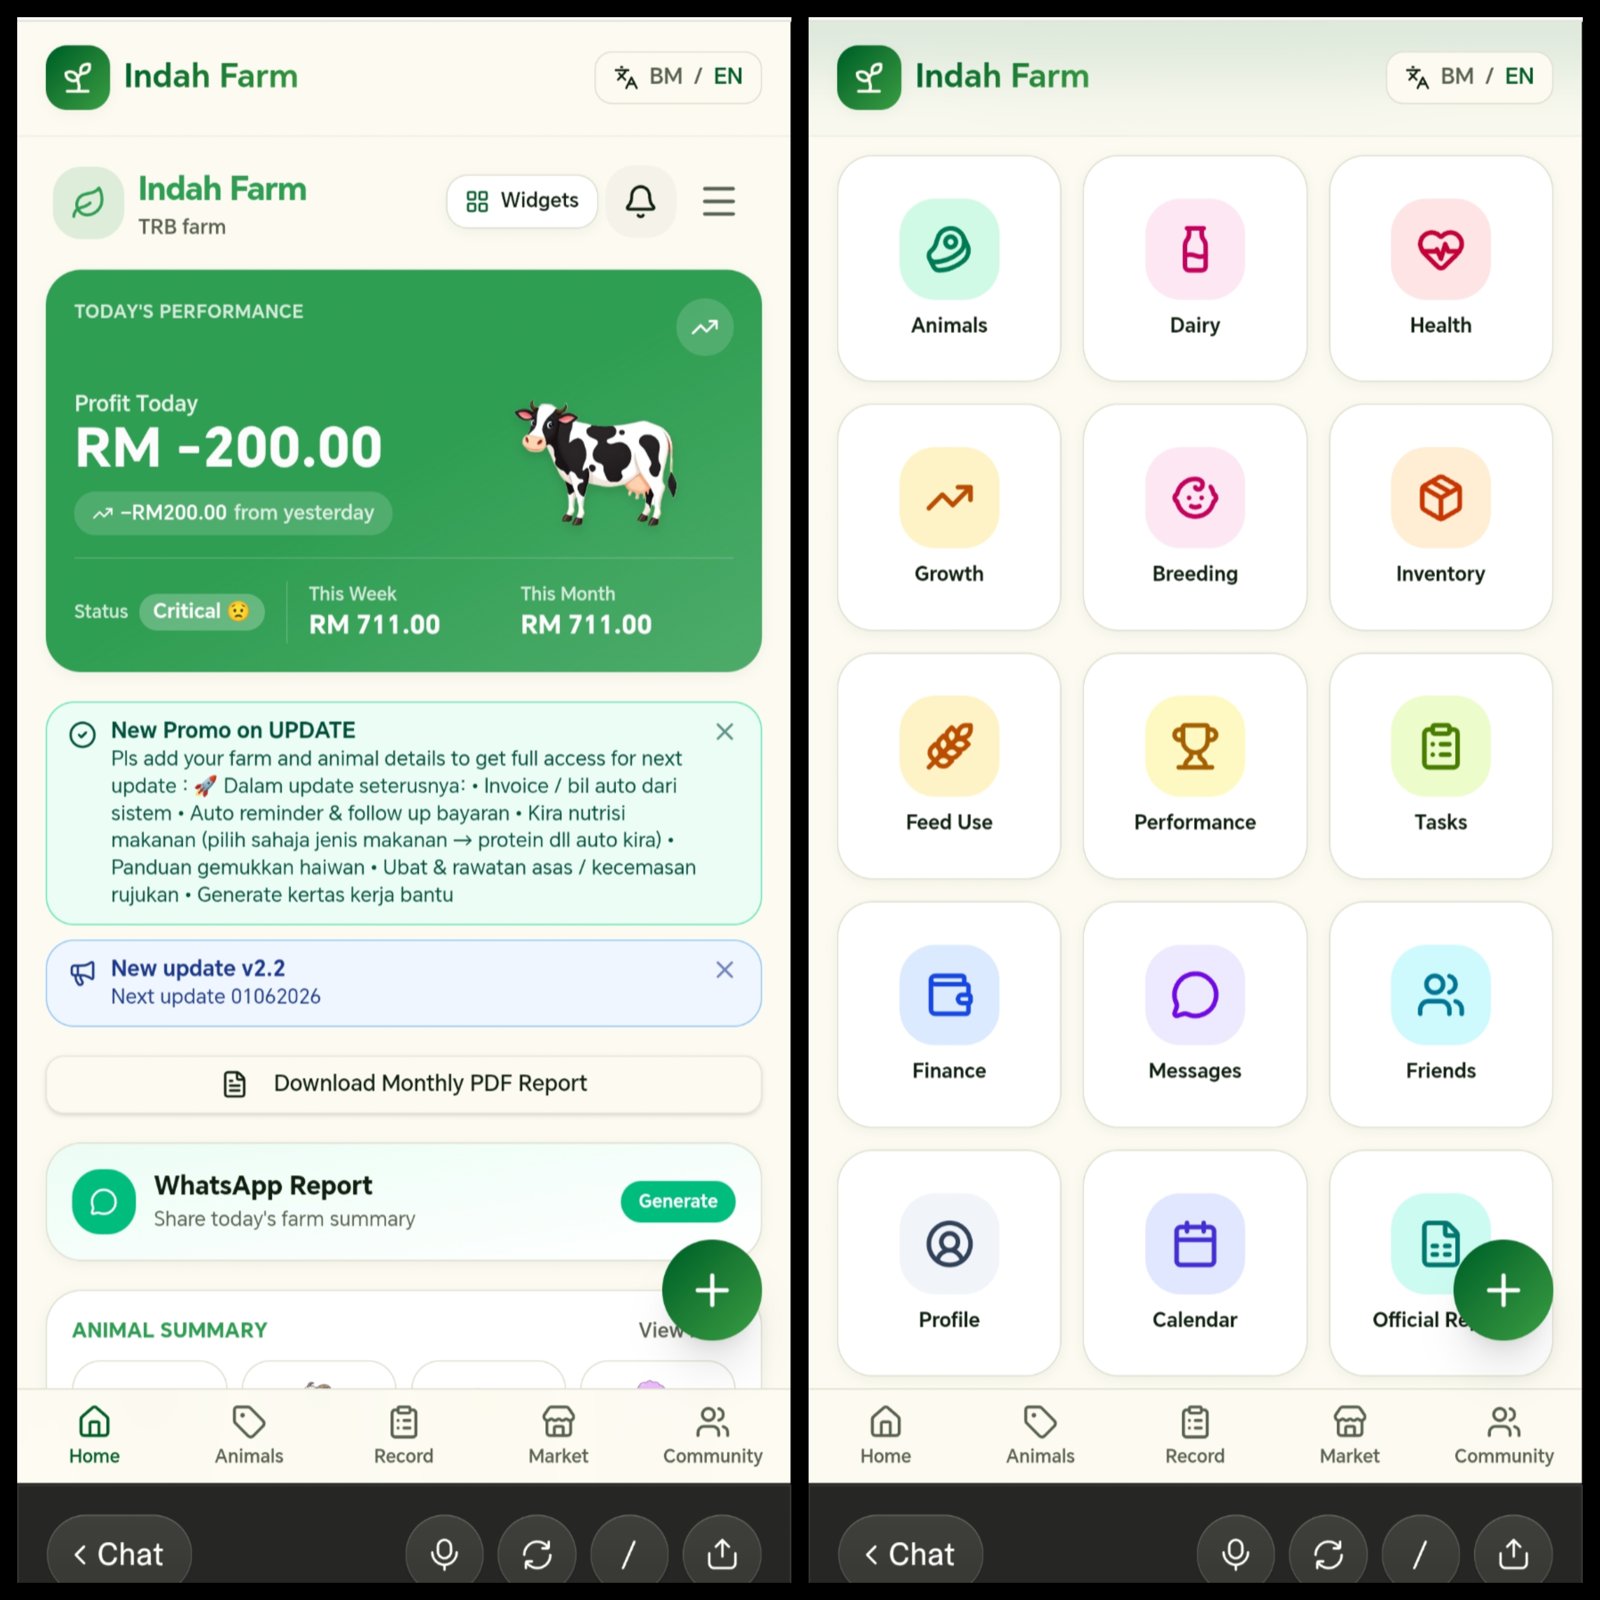 Indah Farm
BM / EN
Indah Farm
TRB farm
Widgets
TODAY'S PERFORMANCE
Profit Today
RM -200.00
−RM200.00 from yesterday
Status
Critical 😟
This Week
RM 711.00
This Month
RM 711.00
New Promo on UPDATE
Pls add your farm and animal details to get full access for next
update : 🚀 Dalam update seterusnya: • Invoice / bil auto dari
sistem • Auto reminder & follow up bayaran • Kira nutrisi
makanan (pilih sahaja jenis makanan → protein dll auto kira) •
Panduan gemukkan haiwan • Ubat & rawatan asas / kecemasan
rujukan • Generate kertas kerja bantu
New update v2.2
Next update 01062026
Download Monthly PDF Report
WhatsApp Report
Share today's farm summary
Generate
ANIMAL SUMMARY
View
Home
Animals
Record
Market
Community
Chat
/
Indah Farm
BM / EN
Animals
Dairy
Health
Growth
Breeding
Inventory
Feed Use
Performance
Tasks
Finance
Messages
Friends
Profile
Calendar
Official
Home
Animals
Record
Market
Community
Chat
/